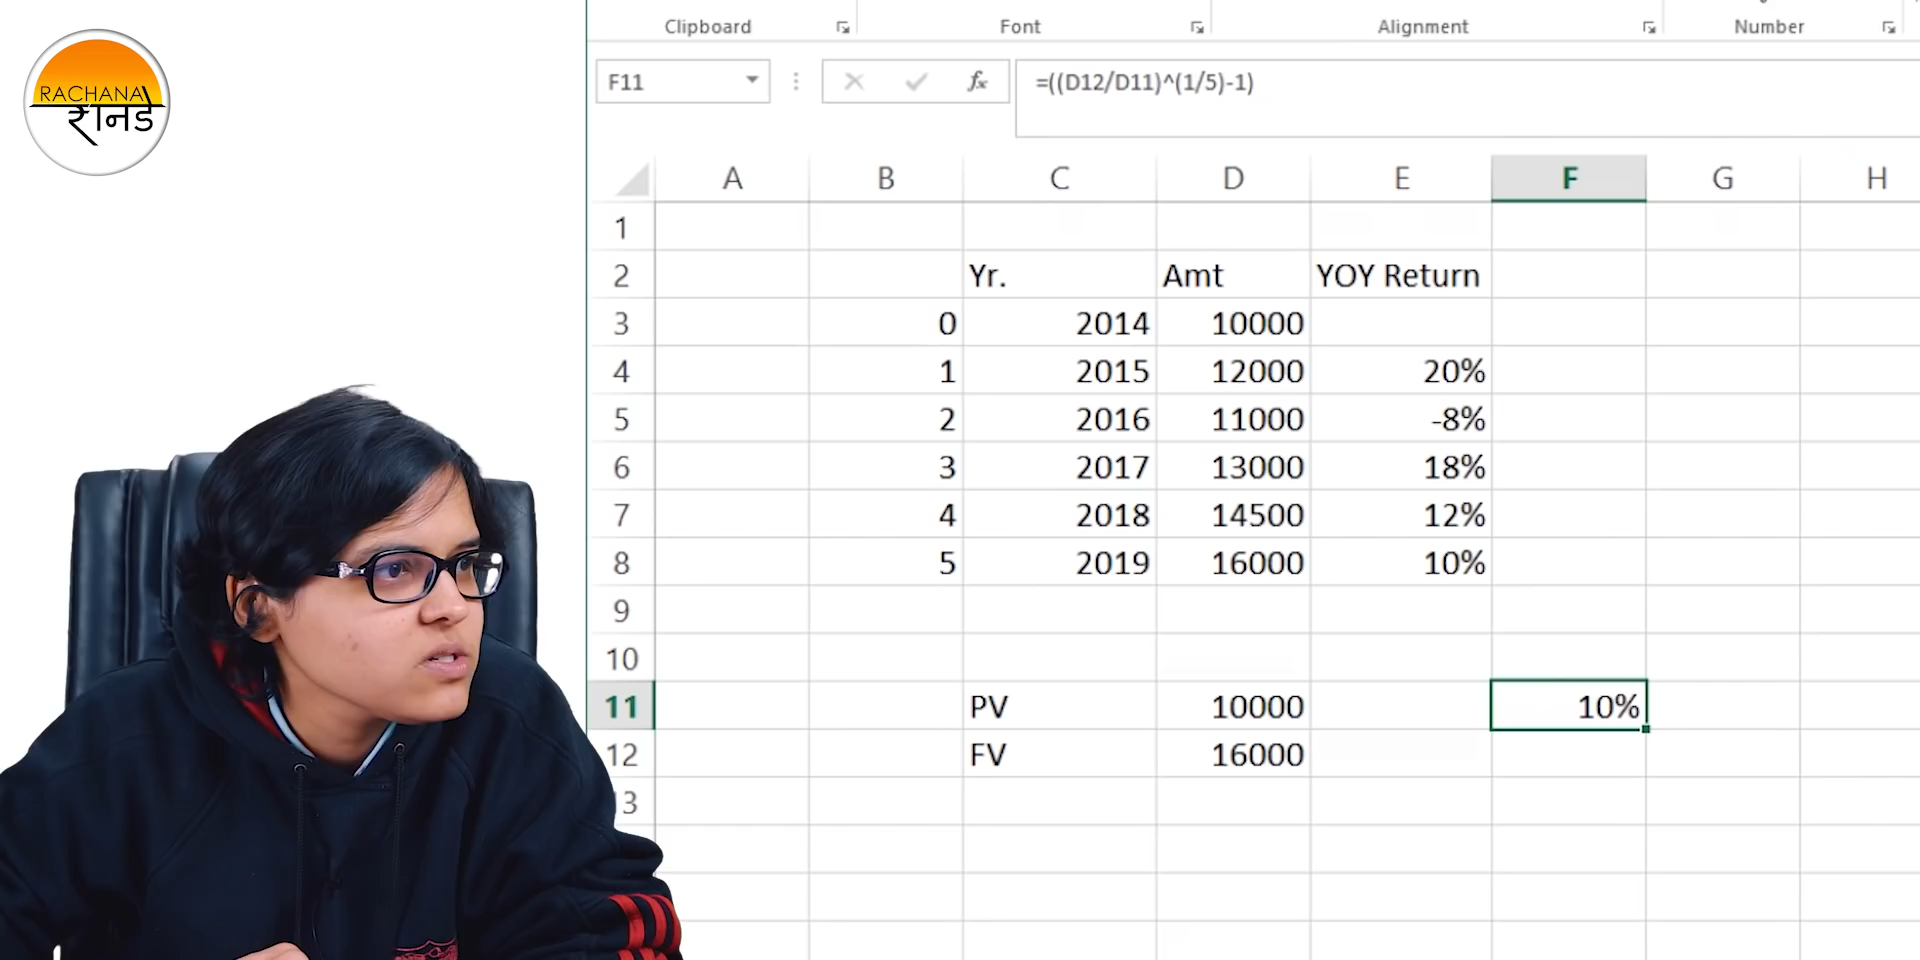 RACHANA
रानडे
Clipboard Font Alignment Number
F11 fx =((D12/D11)^(1/5)-1)
A B C D E F G H
1
2 Yr. Amt YOY Return
3 0 2014 10000
4 1 2015 12000 20%
5 2 2016 11000 -8%
6 3 2017 13000 18%
7 4 2018 14500 12%
8 5 2019 16000 10%
9
10
11 PV 10000 10%
12 FV 16000
13